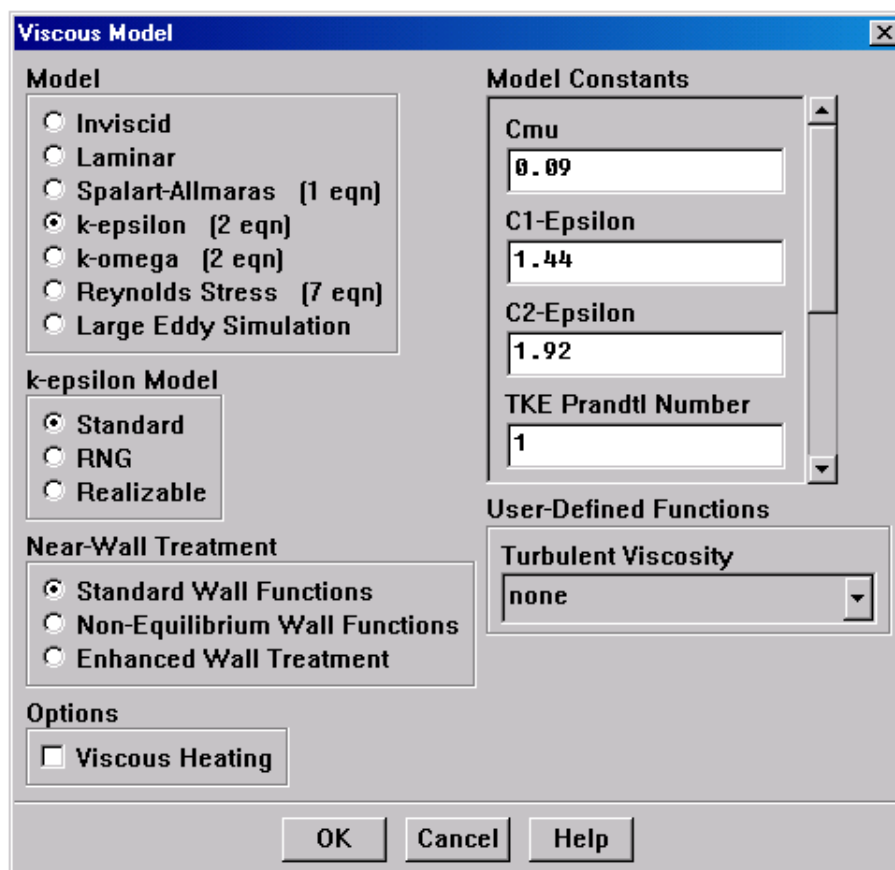 Viscous Model
Model
Inviscid
Laminar
Spalart-Allmaras (1 eqn)
k-epsilon (2 eqn)
k-omega (2 eqn)
Reynolds Stress (7 eqn)
Large Eddy Simulation
k-epsilon Model
Standard
RNG
Realizable
Near-Wall Treatment
Standard Wall Functions
Non-Equilibrium Wall Functions
Enhanced Wall Treatment
Options
Viscous Heating
Model Constants
Cmu
0.09
C1-Epsilon
1.44
C2-Epsilon
1.92
TKE Prandtl Number
1
User-Defined Functions
Turbulent Viscosity
none
OK Cancel Help